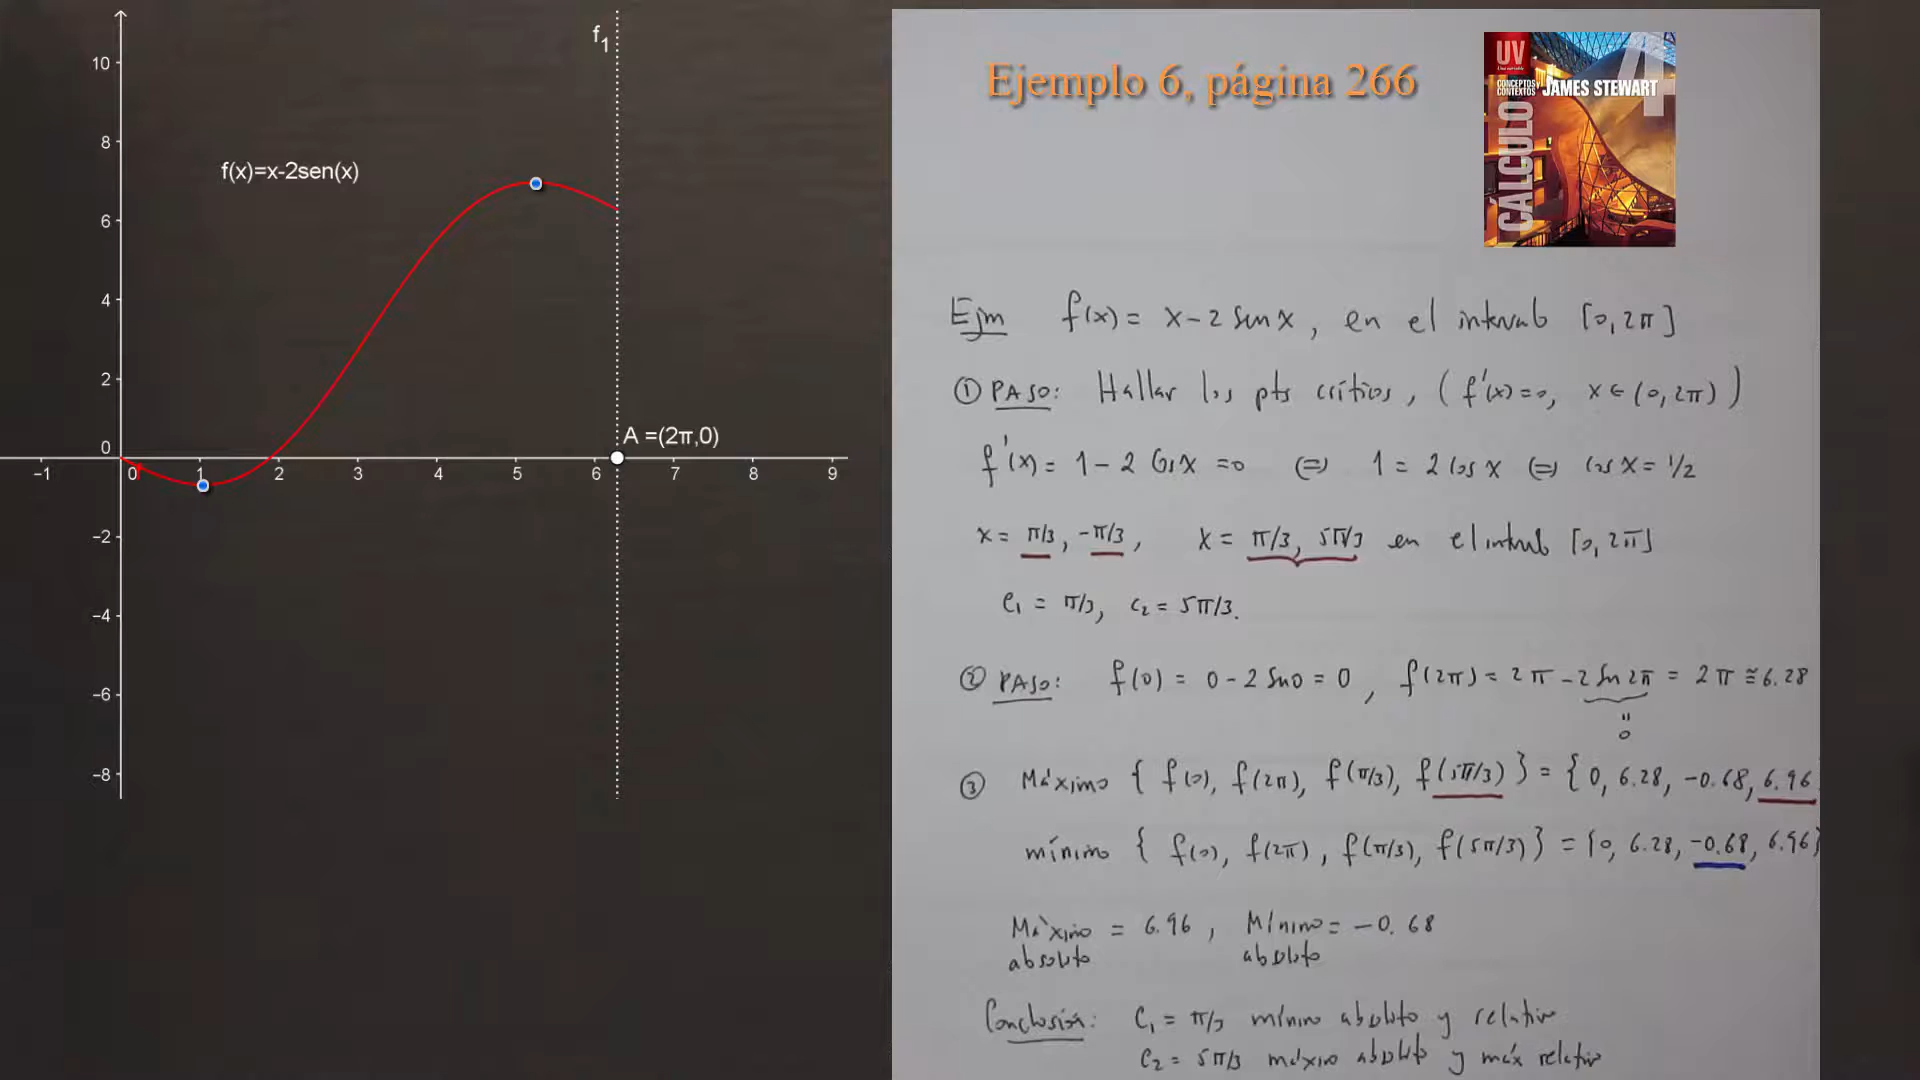 f₁
10
8
6
4
2
0
−2
−4
−6
−8
−1 0 1 2 3 4 5 6 7 8 9
f(x)=x-2sen(x)
A =(2π,0)
Ejemplo 6, página 266
UV
CONCEPTOS Y CONTEXTOS
JAMES STEWART
4
CÁLCULO
Ejm f(x) = x − 2 sen x, en el intervalo [0, 2π]
① PASO: Hallar los pts críticos, (f'(x)=0, x ∈ (0, 2π))
f'(x) = 1 − 2 Cos x = 0 ⇔ 1 = 2 cos x ⇔ cos x = 1/2
x = π/3, −π/3, x = π/3, 5π/3 en el intervalo [0, 2π]
c₁ = π/3, c₂ = 5π/3.
② PASO: f(0) = 0 − 2 sen 0 = 0, f(2π) = 2π − 2 sen 2π = 2π ≅ 6.28
"
0
③ Máximo { f(0), f(2π), f(π/3), f(5π/3) } = { 0, 6.28, −0.68, 6.96
mínimo { f(0), f(2π), f(π/3), f(5π/3) } = {0, 6.28, −0.68, 6.96}
Máximo absoluto = 6.96, Mínimo absoluto = −0.68
Conclusión: C₁ = π/3 mínimo absoluto y relativo
C₂ = 5π/3 máximo absoluto y máx relativo